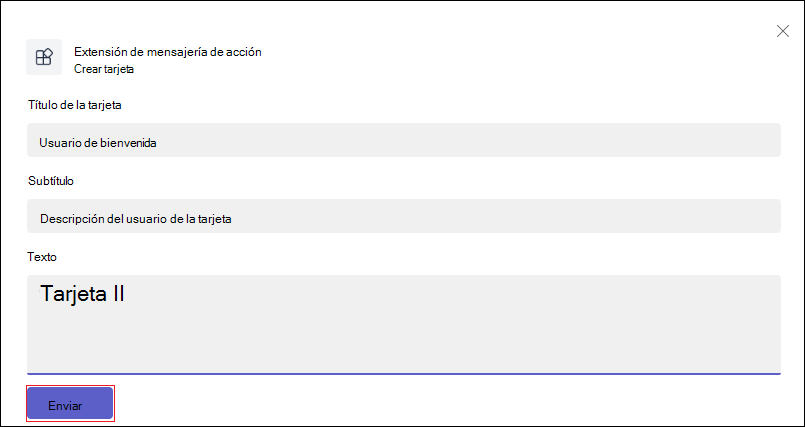 Extensión de mensajería de acción
Crear tarjeta
Título de la tarjeta
Usuario de bienvenida
Subtítulo
Descripción del usuario de la tarjeta
Texto
Tarjeta II
Enviar